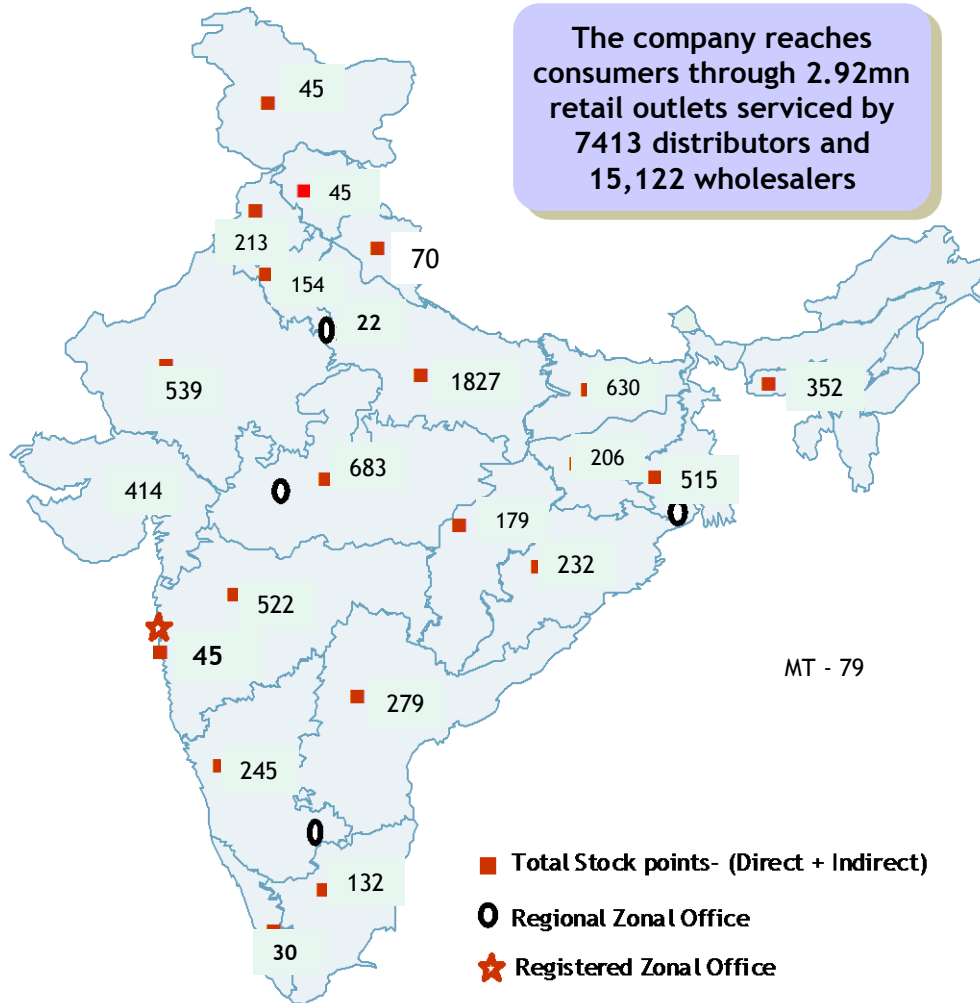 The company reaches
consumers through 2.92mn
retail outlets serviced by
7413 distributors and
15,122 wholesalers
45
45
213
70
154
22
539
1827
630
352
683
206
414
515
179
232
522
45
MT - 79
279
245
132
30
Total Stock points- (Direct + Indirect)
Regional Zonal Office
Registered Zonal Office